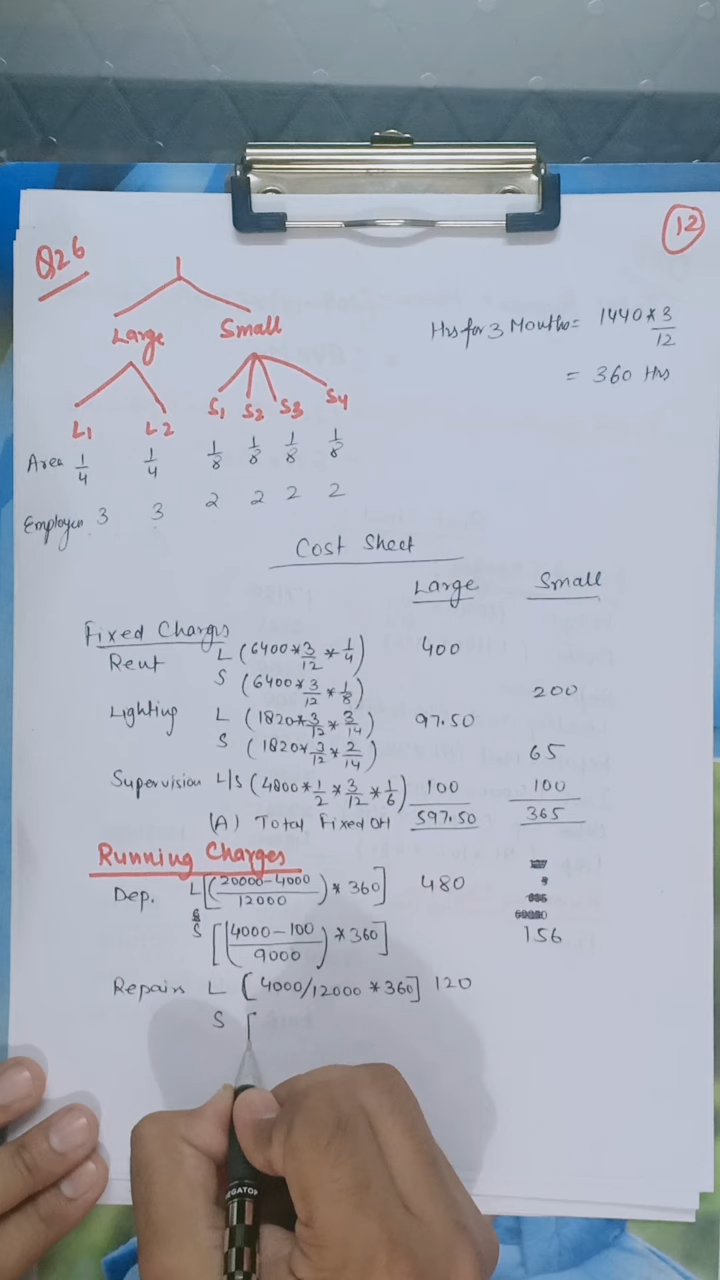 12
Q26
Large Small
Hrs for 3 Months = 1440*3/12
= 360 Hrs
L1 L2 S1 S2 S3 S4
Area 1/4 1/4 1/8 1/8 1/8 1/8
3 3 2 2 2 2
Cost Sheet
Large Small
Fixed Charges
Rent L (6400*3/12*1/4) 400
S (6400*3/12*1/8) 200
Lighting L (1820*3/12*3/14) 97.50
S (1820*3/12*2/14) 65
Supervision L/S (4800*1/2*3/12*1/6) 100 100
(A) Total Fixed OH 597.50 365
Running Charges
Dep. L [(20000-4000/12000)*360] 480
S [(4000-100/9000)*360] 156
Repairs L [4000/12000*360] 120
S [